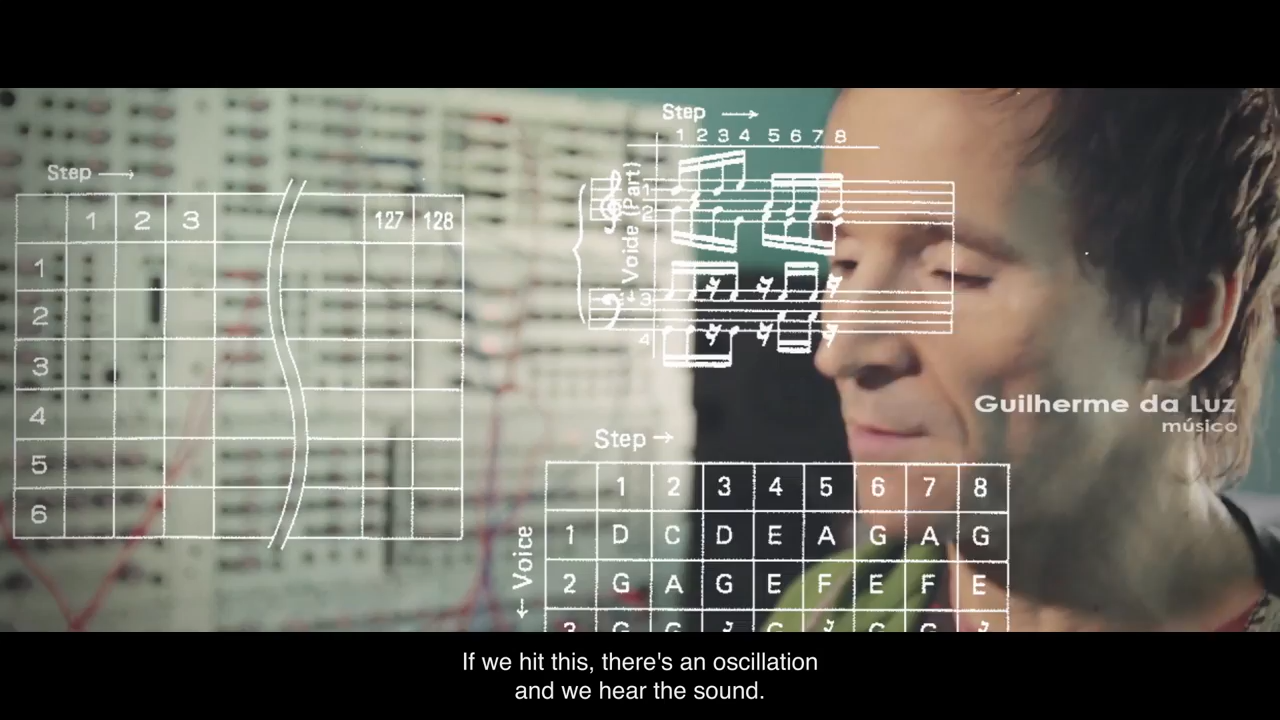 Step →
1 2 3 127 128
1
2
3
4
5
6
Step →
1 2 3 4 5 6 7 8
← Voide (Part)
1
2
3
4
Guilherme da Luz
músico
Step →
1 2 3 4 5 6 7 8
← Voice
1 D C D E A G A G
2 G A G E F E F E
If we hit this, there's an oscillation
and we hear the sound.